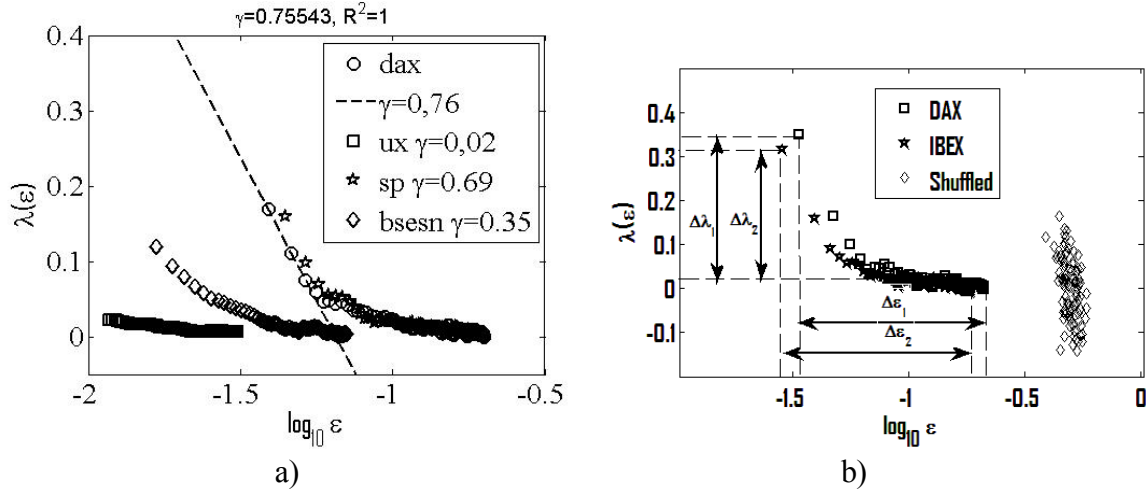 γ=0.75543, R²=1
0.4
0.3
0.2
0.1
0
λ(ε)
dax
γ=0,76
ux γ=0,02
sp γ=0.69
bsesn γ=0.35
-2
-1.5
-1
-0.5
log₁₀ ε
a)
0.4
0.3
0.2
0.1
0
-0.1
λ(ε)
DAX
IBEX
Shuffled
Δλ₁
Δλ₂
Δε₁
Δε₂
-1.5
-1
-0.5
0
log₁₀ ε
b)